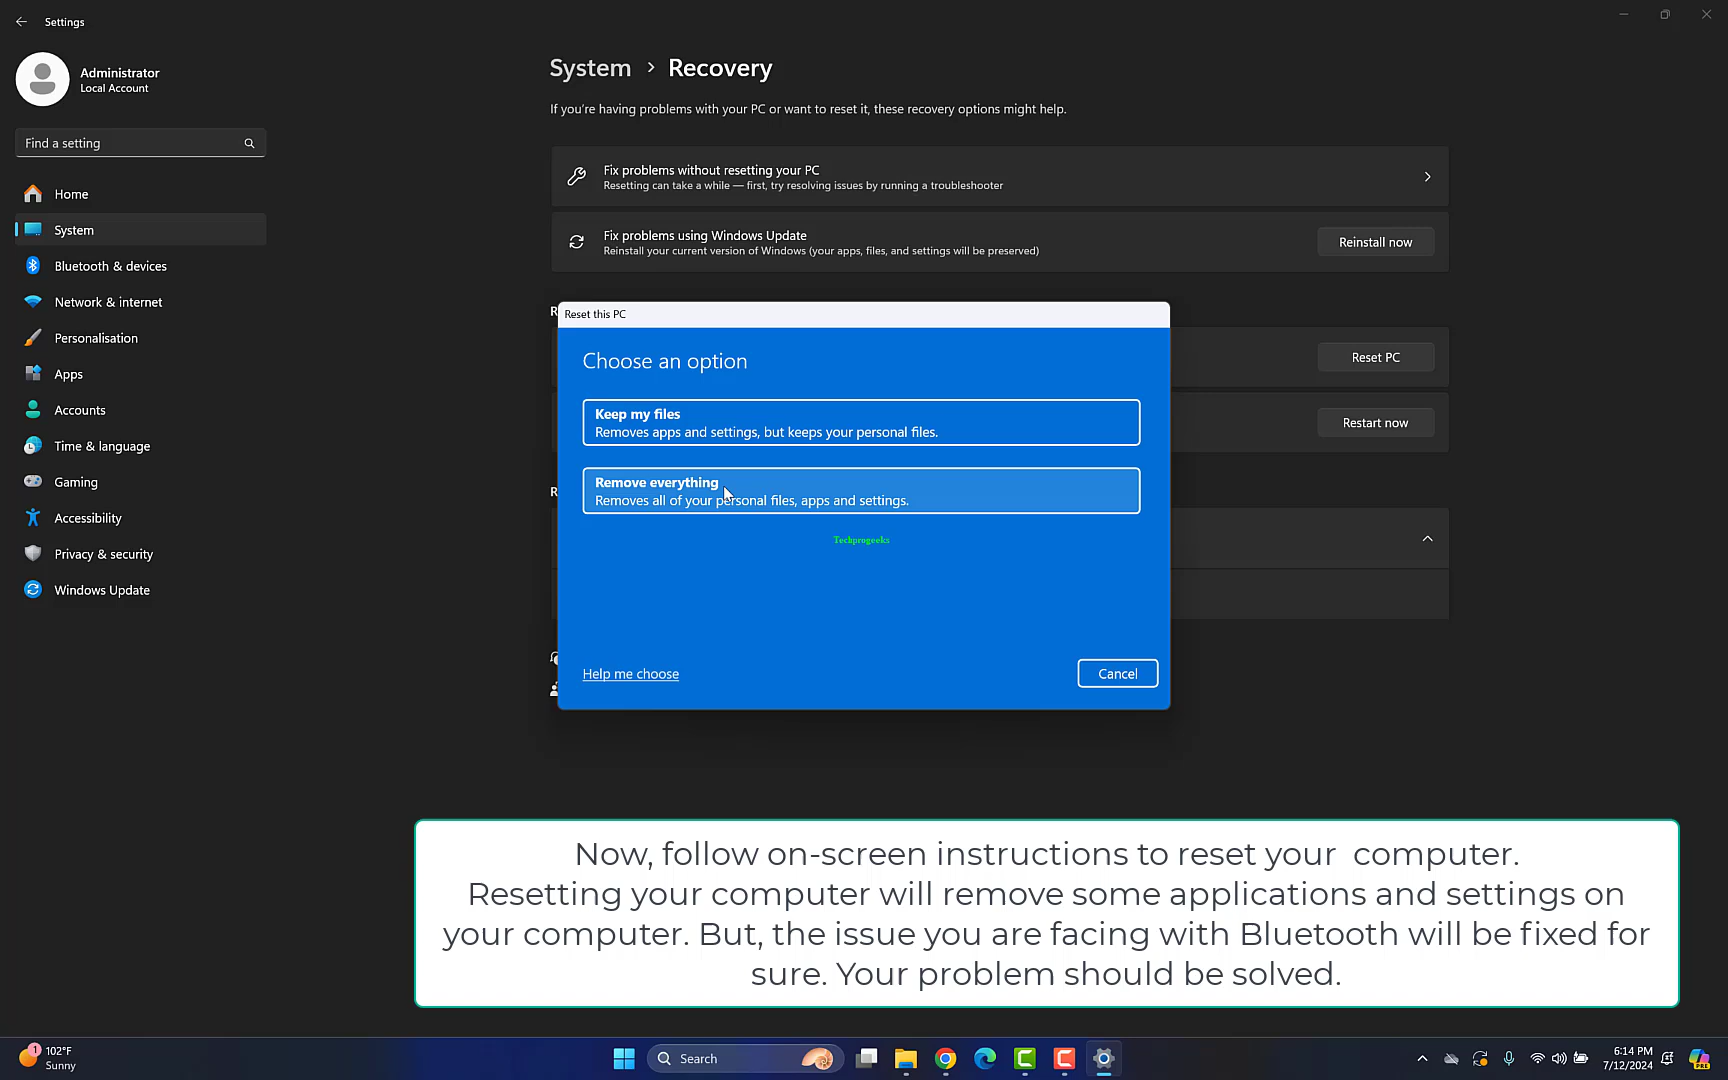 Settings
Administrator
Local Account
Find a setting
Home
System
Bluetooth & devices
Network & internet
Personalisation
Apps
Accounts
Time & language
Gaming
Accessibility
Privacy & security
Windows Update
System > Recovery
If you're having problems with your PC or want to reset it, these recovery options might help.
Fix problems without resetting your PC
Resetting can take a while — first, try resolving issues by running a troubleshooter
Fix problems using Windows Update
Reinstall your current version of Windows (your apps, files, and settings will be preserved)
Reinstall now
R
Reset PC
Restart now
R
Reset this PC
Choose an option
Keep my files
Removes apps and settings, but keeps your personal files.
Remove everything
Removes all of your personal files, apps and settings.
Techprogeeks
Help me choose
Cancel
Now, follow on-screen instructions to reset your computer.
Resetting your computer will remove some applications and settings on
your computer. But, the issue you are facing with Bluetooth will be fixed for
sure. Your problem should be solved.
1
102°F
Sunny
Search
6:14 PM
7/12/2024
PRE